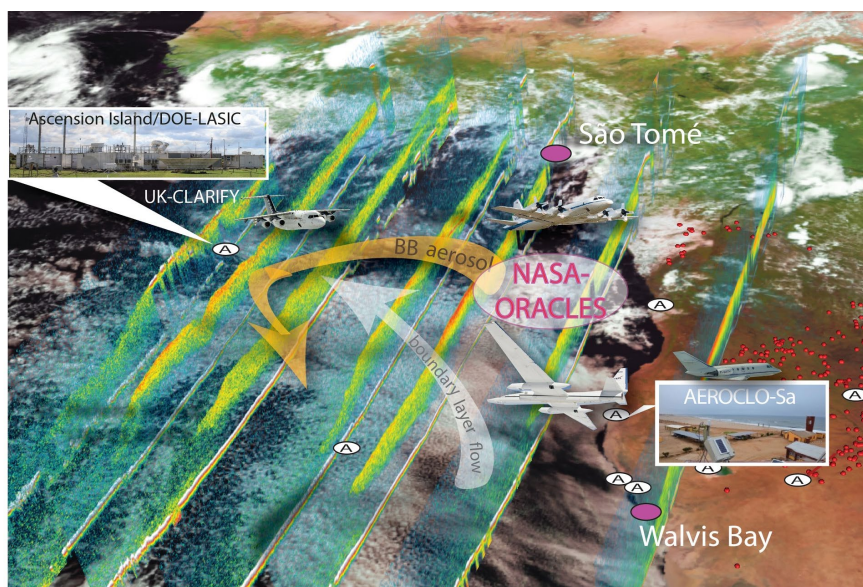 Ascension Island/DOE-LASIC
São Tomé
UK-CLARIFY
A
BB aerosol
NASA-
ORACLES
A
boundary layer flow
AEROCLO-Sa
A
A
A
A
A
A
A
Walvis Bay